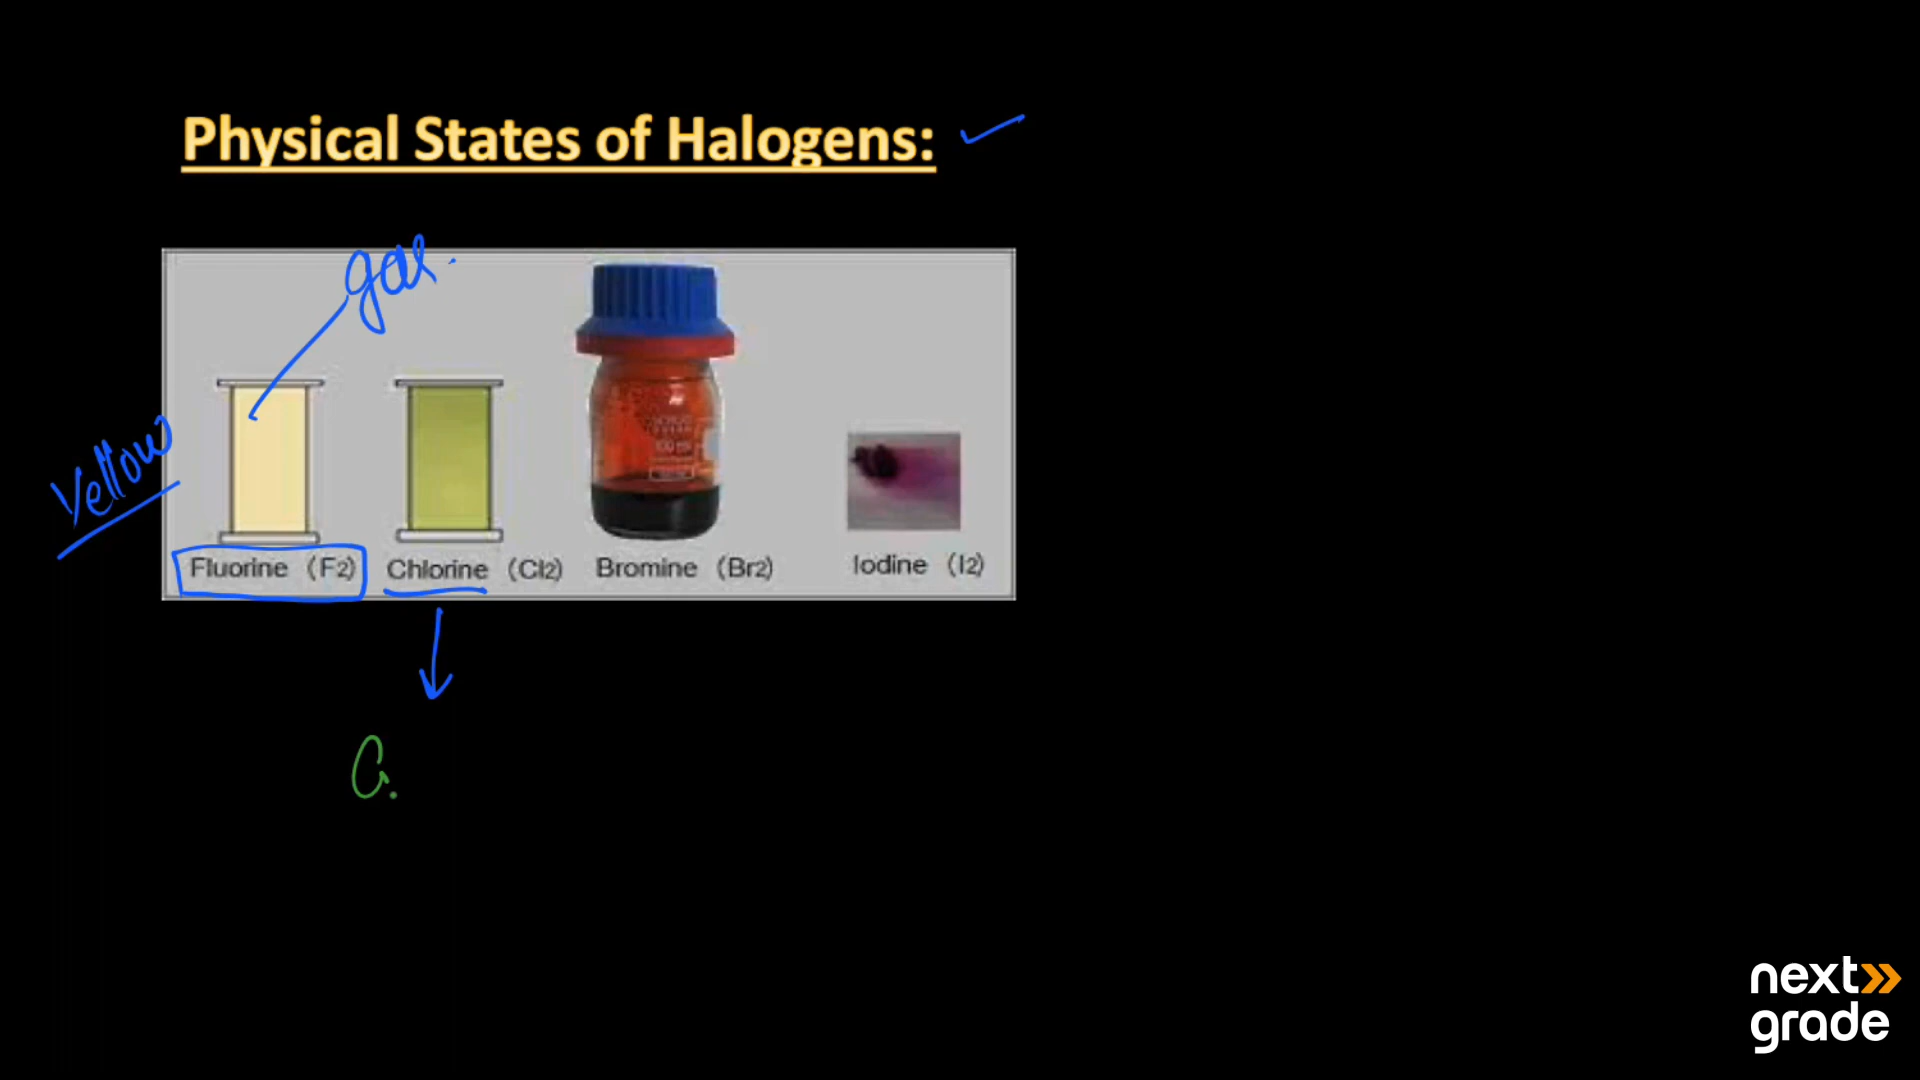 Physical States of Halogens:
gas.
Yellow
Fluorine (F2) Chlorine (Cl2) Bromine (Br2) Iodine (I2)
G.
next
grade